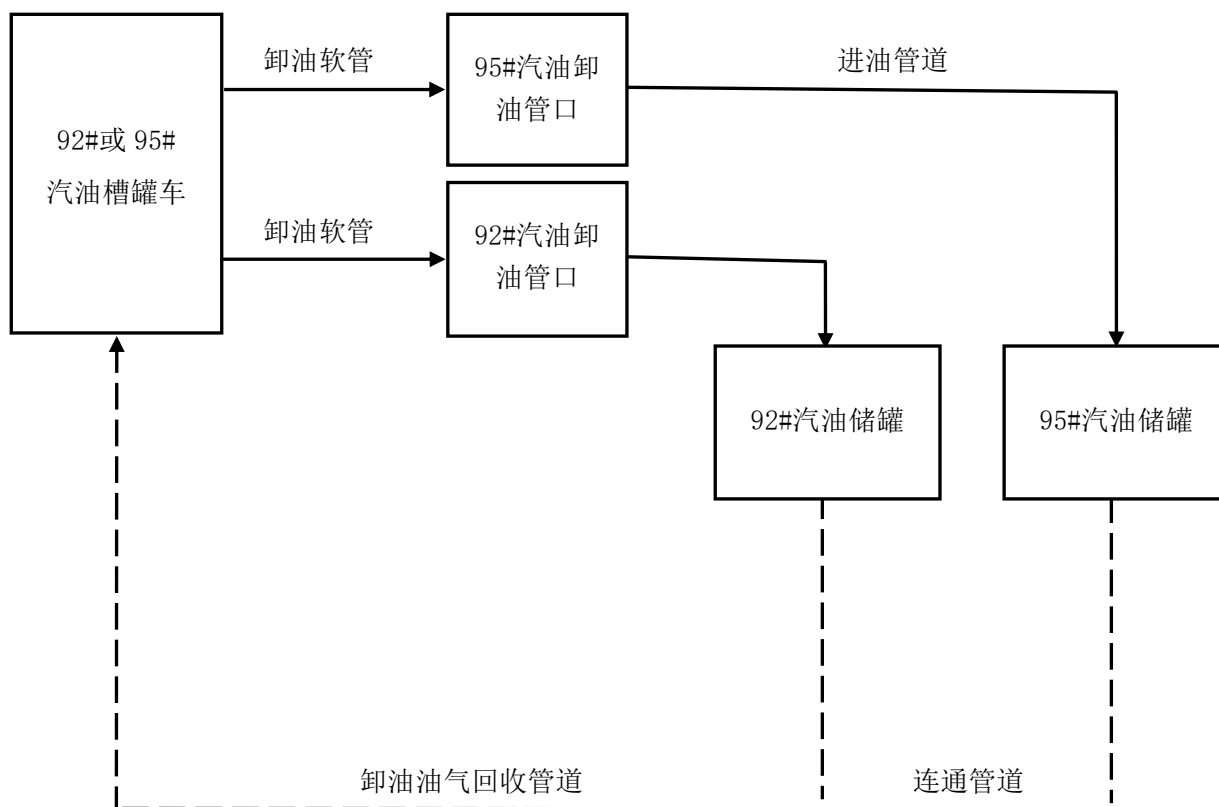 卸油软管
95#汽油卸
油管口
进油管道
92#或 95#
汽油槽罐车
卸油软管
92#汽油卸
油管口
92#汽油储罐
95#汽油储罐
卸油油气回收管道
连通管道